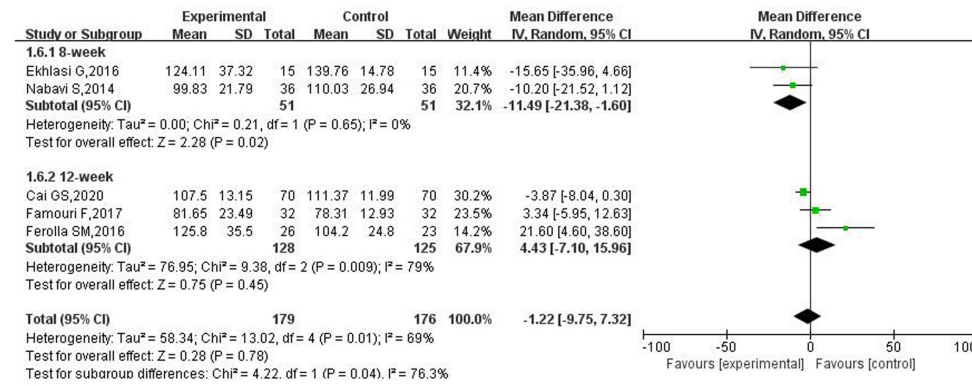 Experimental Control Mean Difference Mean Difference
Study or Subgroup Mean SD Total Mean SD Total Weight IV, Random, 95% CI IV, Random, 95% CI
1.6.1 8-week
Ekhlasi G,2016 124.11 37.32 15 139.76 14.78 15 11.4% -15.65 (-35.96, 4.66]
Nabavi S,2014 99.83 21.79 36 110.03 26.94 36 20.7% -10.20 (-21.52, 1.12]
Subtotal (95% CI) 51 51 32.1% -11.49 (-21.38, -1.60]
Heterogeneity: Tau² = 0.00; Chi² = 0.21, df = 1 (P = 0.65); I² = 0%
Test for overall effect: Z = 2.28 (P = 0.02)
1.6.2 12-week
Cai GS,2020 107.5 13.15 70 111.37 11.99 70 30.2% -3.87 [-8.04, 0.30]
Famouri F,2017 81.65 23.49 32 78.31 12.93 32 23.5% 3.34 [-5.95, 12.63]
Ferolla SM,2016 125.8 35.5 26 104.2 24.8 23 14.2% 21.60 [4.60, 38.60]
Subtotal (95% CI) 128 125 67.9% 4.43 [-7.10, 15.96]
Heterogeneity: Tau² = 76.95; Chi² = 9.38, df = 2 (P = 0.009); I² = 79%
Test for overall effect: Z = 0.75 (P = 0.45)
Total (95% CI) 179 176 100.0% -1.22 [-9.75, 7.32]
Heterogeneity: Tau² = 58.34; Chi² = 13.02, df = 4 (P = 0.01); I² = 69%
Test for overall effect: Z = 0.28 (P = 0.78)
Test for subgroup differences: Chi² = 4.22, df = 1 (P = 0.04), I² = 76.3%
-100 -50 0 50 100
Favours [experimental] Favours [control]